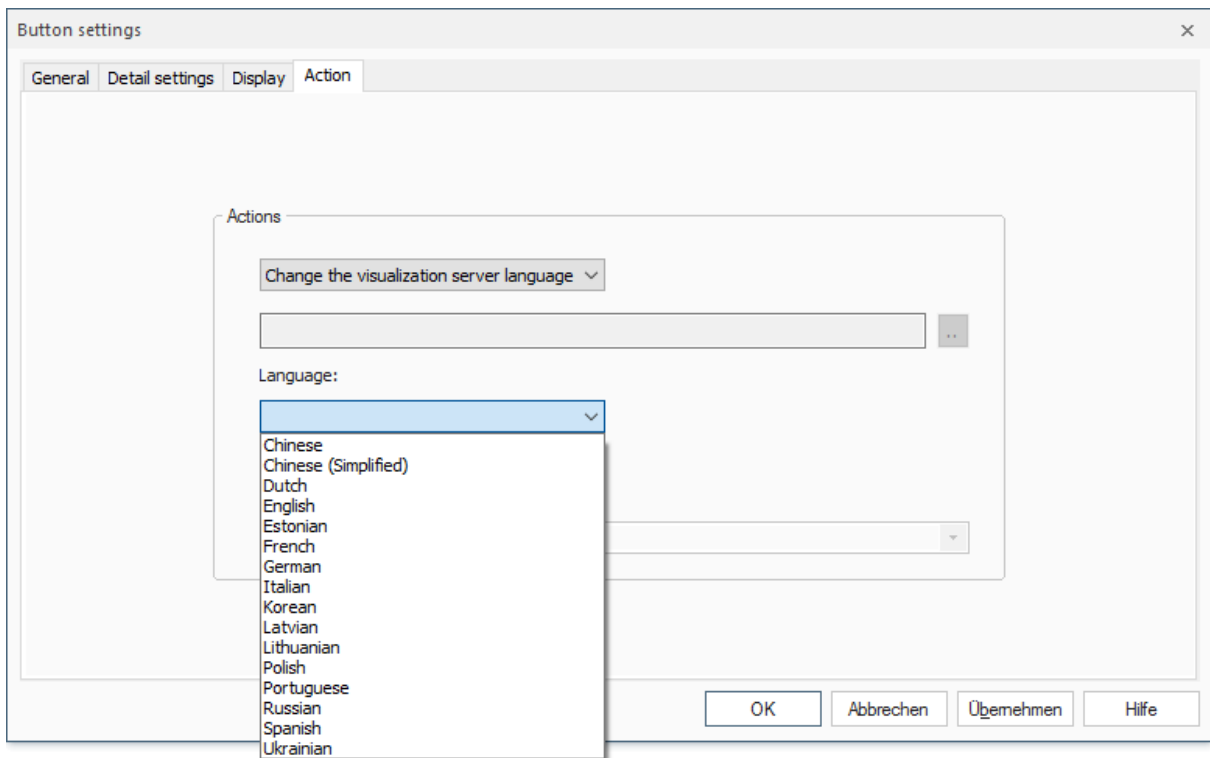 Button settings
General Detail settings Display Action
Actions
Change the visualization server language
..
Language:
Chinese
Chinese (Simplified)
Dutch
English
Estonian
French
German
Italian
Korean
Latvian
Lithuanian
Polish
Portuguese
Russian
Spanish
Ukrainian
OK Abbrechen Übernehmen Hilfe